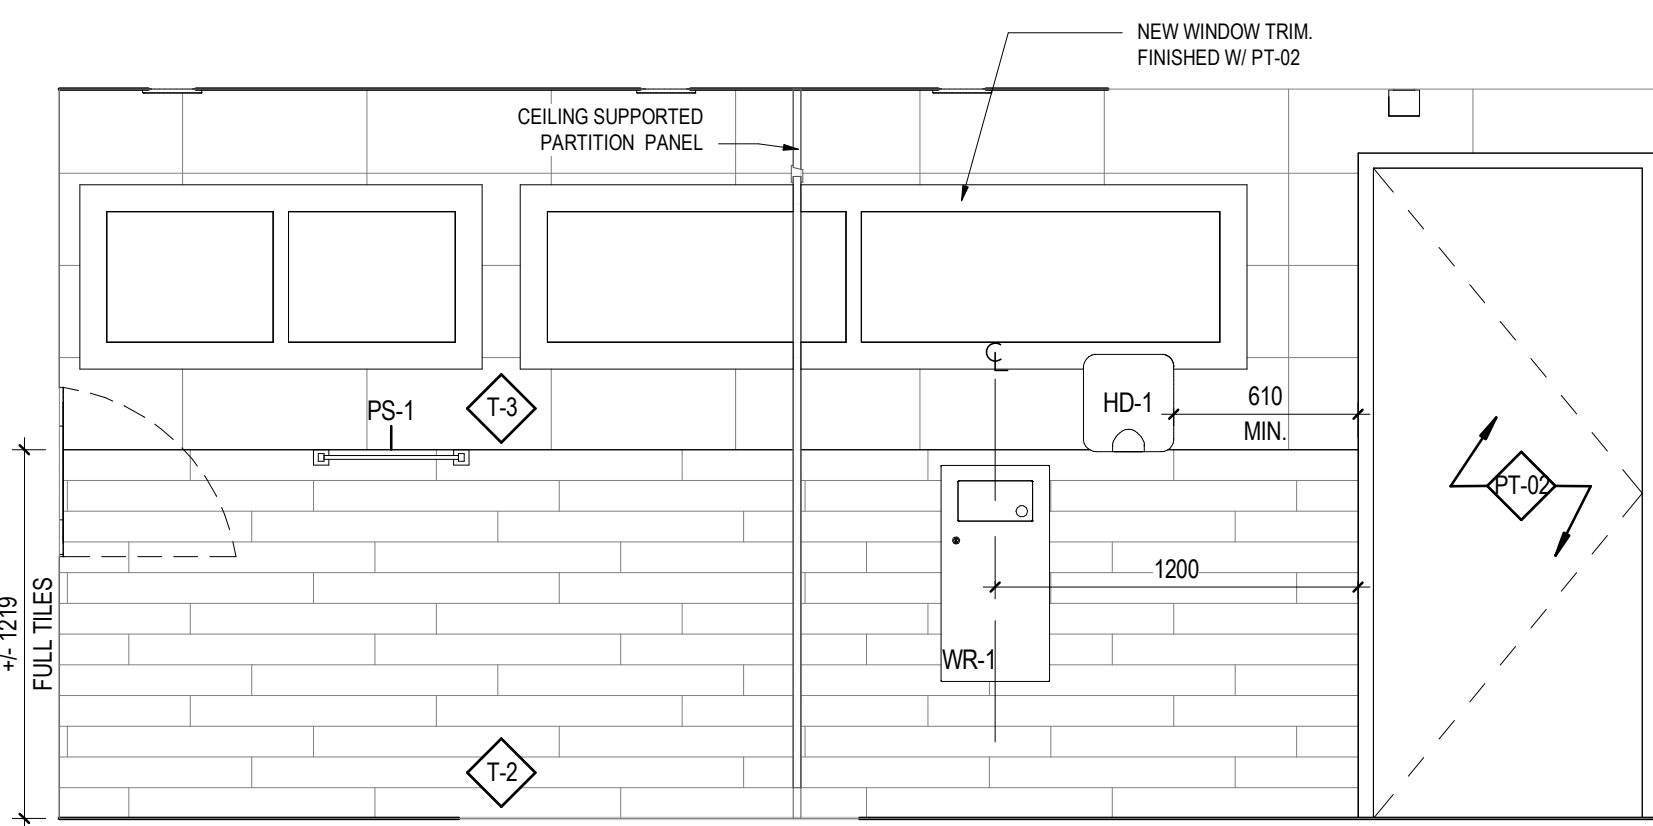 NEW WINDOW TRIM.
FINISHED W/ PT-02
CEILING SUPPORTED
PARTITION PANEL
℄
PS-1
T-3
HD-1
610
MIN.
PT-02
1200
+/- 1219
FULL TILES
WR-1
T-2